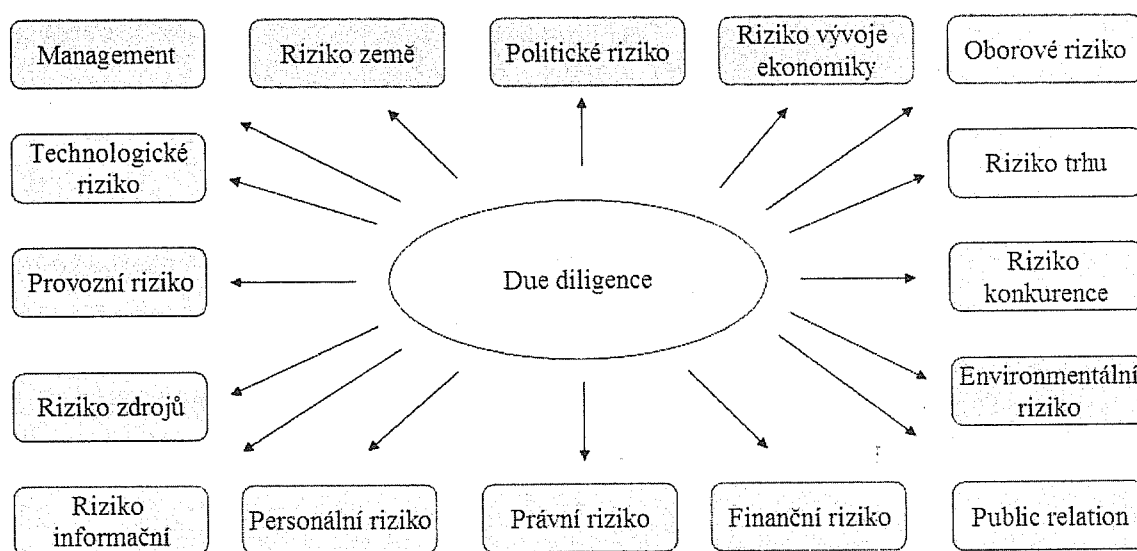 Management
Riziko země
Politické riziko
Riziko vývoje
ekonomiky
Oborové riziko
Technologické
riziko
Riziko trhu
Provozní riziko
Due diligence
Riziko
konkurence
Riziko zdrojů
Environmentální
riziko
Riziko
informační
Personální riziko
Právní riziko
Finanční riziko
Public relation